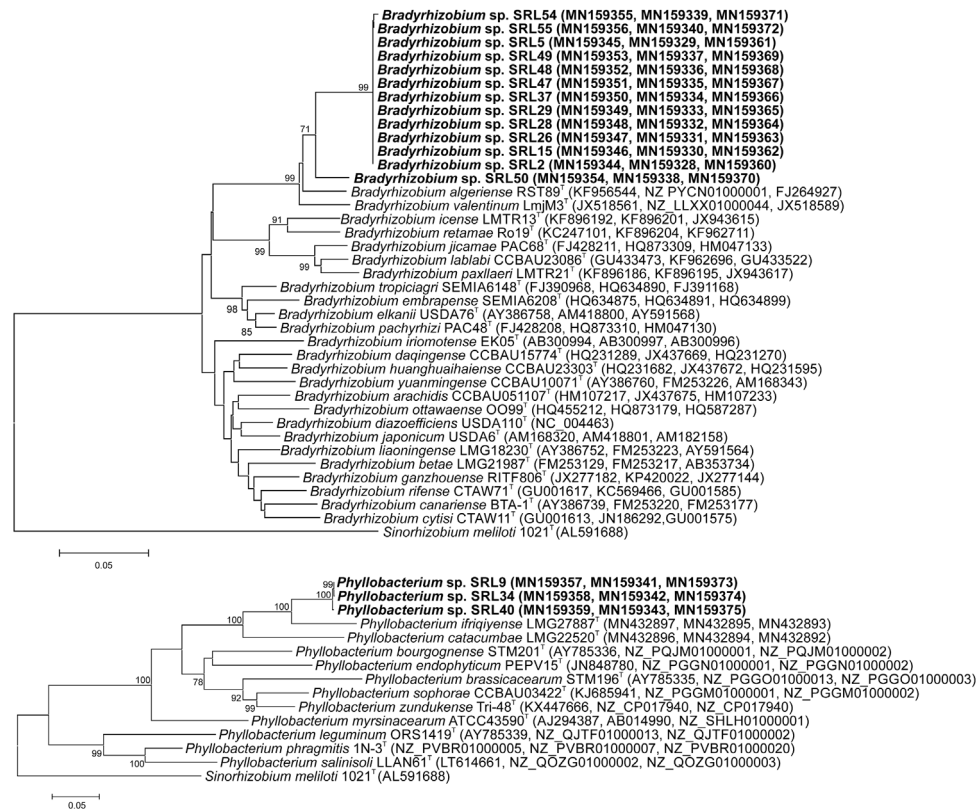 Bradyrhizobium sp. SRL54 (MN159355, MN159339, MN159371)
Bradyrhizobium sp. SRL55 (MN159356, MN159340, MN159372)
Bradyrhizobium sp. SRL5 (MN159345, MN159329, MN159361)
Bradyrhizobium sp. SRL49 (MN159353, MN159337, MN159369)
Bradyrhizobium sp. SRL48 (MN159352, MN159336, MN159368)
Bradyrhizobium sp. SRL47 (MN159351, MN159335, MN159367)
99
Bradyrhizobium sp. SRL37 (MN159350, MN159334, MN159366)
Bradyrhizobium sp. SRL29 (MN159349, MN159333, MN159365)
Bradyrhizobium sp. SRL28 (MN159348, MN159332, MN159364)
71
Bradyrhizobium sp. SRL26 (MN159347, MN159331, MN159363)
Bradyrhizobium sp. SRL15 (MN159346, MN159330, MN159362)
Bradyrhizobium sp. SRL2 (MN159344, MN159328, MN159360)
99
Bradyrhizobium sp. SRL50 (MN159354, MN159338, MN159370)
Bradyrhizobium algeriense RST89T (KF956544, NZ_PYCN01000001, FJ264927)
Bradyrhizobium valentinum LmjM3T (JX518561, NZ_LLXX01000044, JX518589)
91
Bradyrhizobium icense LMTR13T (KF896192, KF896201, JX943615)
Bradyrhizobium retamae Ro19T (KC247101, KF896204, KF962711)
99
Bradyrhizobium jicamae PAC68T (FJ428211, HQ873309, HM047133)
Bradyrhizobium lablabi CCBAU23086T (GU433473, KF962696, GU433522)
99
Bradyrhizobium paxllaeri LMTR21T (KF896186, KF896195, JX943617)
Bradyrhizobium tropiciagri SEMIA6148T (FJ390968, HQ634890, FJ391168)
98
Bradyrhizobium embrapense SEMIA6208T (HQ634875, HQ634891, HQ634899)
Bradyrhizobium elkanii USDA76T (AY386758, AM418800, AY591568)
85
Bradyrhizobium pachyrhizi PAC48T (FJ428208, HQ873310, HM047130)
Bradyrhizobium iriomotense EK05T (AB300994, AB300997, AB300996)
Bradyrhizobium daqingense CCBAU15774T (HQ231289, JX437669, HQ231270)
Bradyrhizobium huanghuaihaiense CCBAU23303T (HQ231682, JX437672, HQ231595)
Bradyrhizobium yuanmingense CCBAU10071T (AY386760, FM253226, AM168343)
Bradyrhizobium arachidis CCBAU051107T (HM107217, JX437675, HM107233)
Bradyrhizobium ottawaense OO99T (HQ455212, HQ873179, HQ587287)
Bradyrhizobium diazoefficiens USDA110T (NC_004463)
Bradyrhizobium japonicum USDA6T (AM168320, AM418801, AM182158)
Bradyrhizobium liaoningense LMG18230T (AY386752, FM253223, AY591564)
Bradyrhizobium betae LMG21987T (FM253129, FM253217, AB353734)
Bradyrhizobium ganzhouense RITF806T (JX277182, KP420022, JX277144)
Bradyrhizobium rifense CTAW71T (GU001617, KC569466, GU001585)
Bradyrhizobium canariense BTA-1T (AY386739, FM253220, FM253177)
Bradyrhizobium cytisi CTAW11T (GU001613, JN186292,GU001575)
Sinorhizobium meliloti 1021T (AL591688)
0.05
99
Phyllobacterium sp. SRL9 (MN159357, MN159341, MN159373)
100
Phyllobacterium sp. SRL34 (MN159358, MN159342, MN159374)
100
Phyllobacterium sp. SRL40 (MN159359, MN159343, MN159375)
100
Phyllobacterium ifriqiyense LMG27887T (MN432897, MN432895, MN432893)
Phyllobacterium catacumbae LMG22520T (MN432896, MN432894, MN432892)
Phyllobacterium bourgognense STM201T (AY785336, NZ_PQJM01000001, NZ_PQJM01000002)
Phyllobacterium endophyticum PEPV15T (JN848780, NZ_PGGN01000001, NZ_PGGN01000002)
100
78
Phyllobacterium brassicacearum STM196T (AY785335, NZ_PGGO01000013, NZ_PGGO01000003)
92
Phyllobacterium sophorae CCBAU03422T (KJ685941, NZ_PGGM01000001, NZ_PGGM01000002)
99
Phyllobacterium zundukense Tri-48T (KX447666, NZ_CP017940, NZ_CP017940)
Phyllobacterium myrsinacearum ATCC43590T (AJ294387, AB014990, NZ_SHLH01000001)
Phyllobacterium leguminum ORS1419T (AY785339, NZ_QJTF01000013, NZ_QJTF01000002)
99
Phyllobacterium phragmitis 1N-3T (NZ_PVBR01000005, NZ_PVBR01000007, NZ_PVBR01000020)
100
Phyllobacterium salinisoli LLAN61T (LT614661, NZ_QOZG01000002, NZ_QOZG01000003)
Sinorhizobium meliloti 1021T (AL591688)
0.05